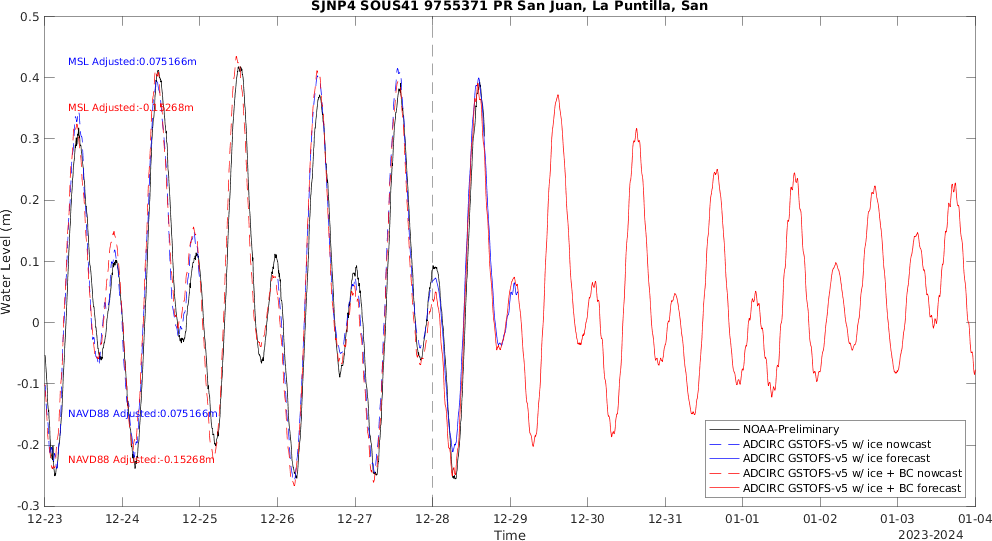 SJNP4 SOUS41 9755371 PR San Juan, La Puntilla, San
0.5
0.4
0.3
0.2
0.1
0
-0.1
-0.2
-0.3
Water Level (m)
MSL Adjusted:0.075166m
MSL Adjusted:-0.15268m
NAVD88 Adjusted:0.075166m
NAVD88 Adjusted:-0.15268m
NOAA-Preliminary
ADCIRC GSTOFS-v5 w/ ice nowcast
ADCIRC GSTOFS-v5 w/ ice forecast
ADCIRC GSTOFS-v5 w/ ice + BC nowcast
ADCIRC GSTOFS-v5 w/ ice + BC forecast
12-23 12-24 12-25 12-26 12-27 12-28 12-29 12-30 12-31 01-01 01-02 01-03 01-04
Time
2023-2024